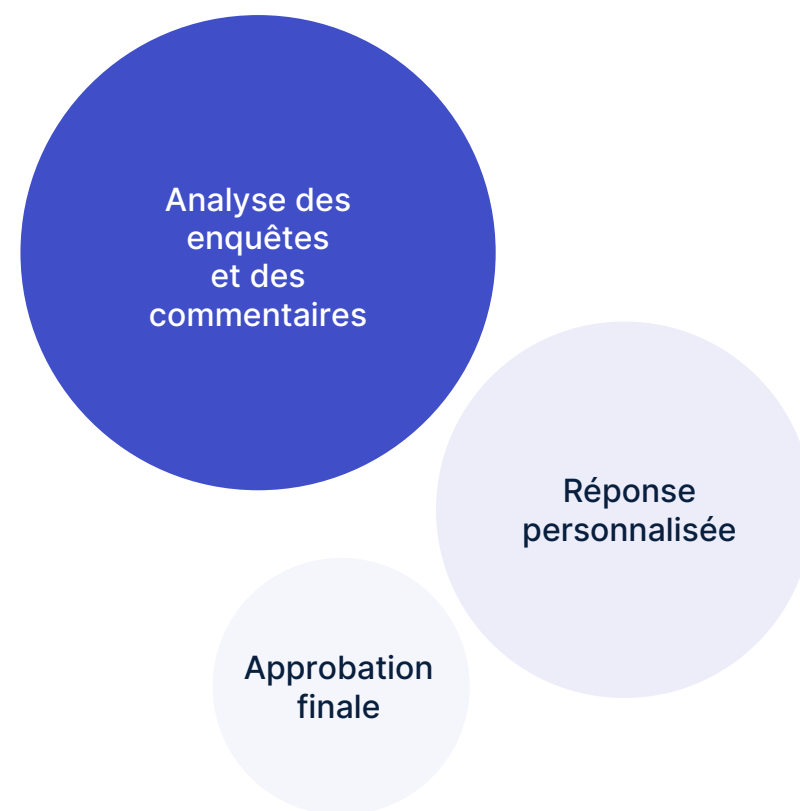 Analyse des
enquêtes
et des
commentaires
Réponse
personnalisée
Approbation
finale